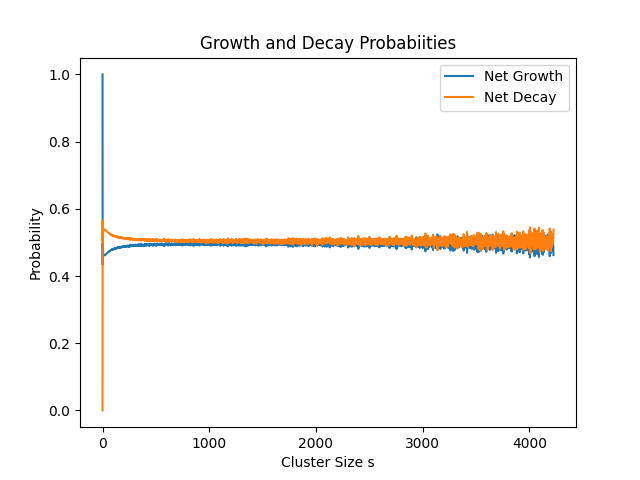 Growth and Decay Probabiities
Net Growth
Net Decay
Probability
1.0
0.8
0.6
0.4
0.2
0.0
0 1000 2000 3000 4000
Cluster Size s